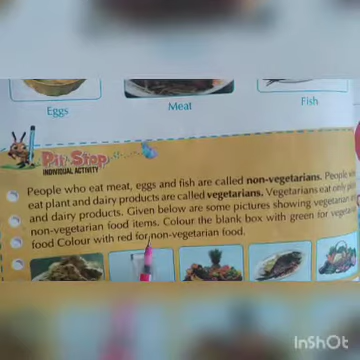 Eggs
Meat
Fish
Pit Stop
INDIVIDUAL ACTIVITY
People who eat meat, eggs and fish are called non-vegetarians. People
eat plant and dairy products are called vegetarians. Vegetarians eat only
and dairy products. Given below are some pictures showing vegetarian
non-vegetarian food items. Colour the blank box with green for
food Colour with red for non-vegetarian food.
InShOt